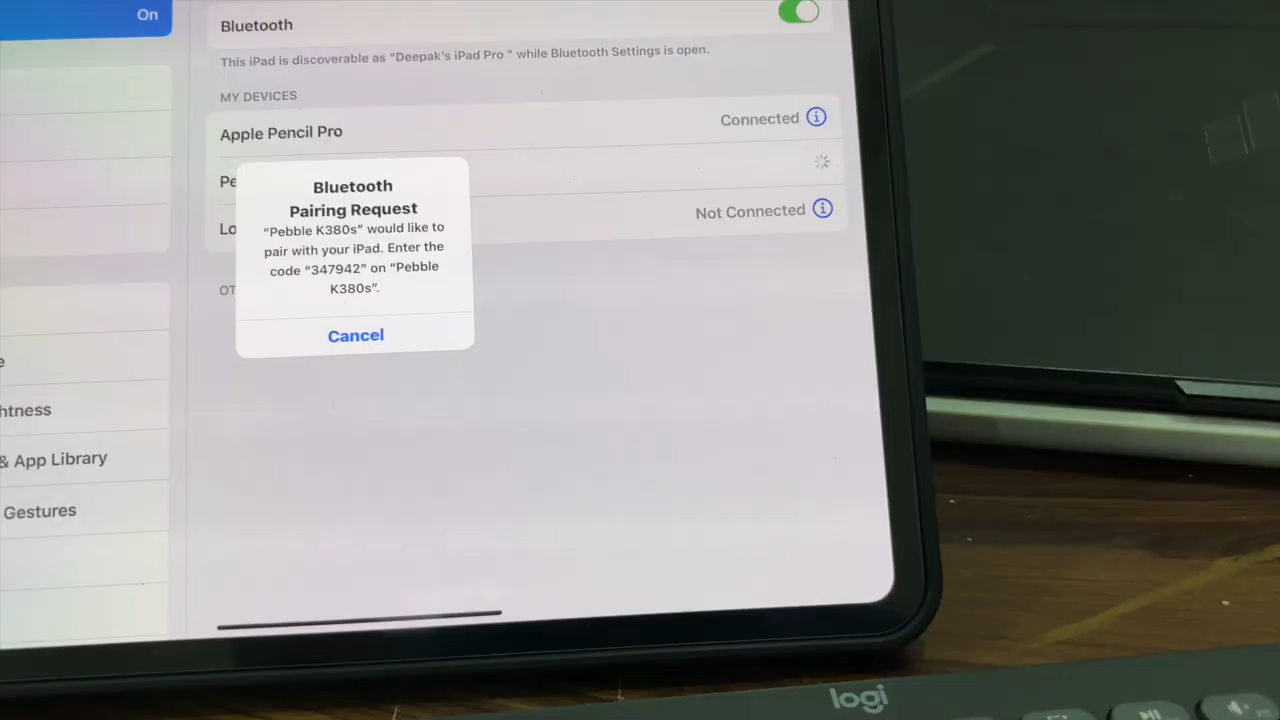 On
Bluetooth
This iPad is discoverable as “Deepak's iPad Pro ” while Bluetooth Settings is open.
MY DEVICES
Apple Pencil Pro
Connected
Pe
Lo
Not Connected
OT
Bluetooth
Pairing Request
“Pebble K380s” would like to
pair with your iPad. Enter the
code “347942” on “Pebble
K380s”.
Cancel
e
htness
& App Library
Gestures
logi